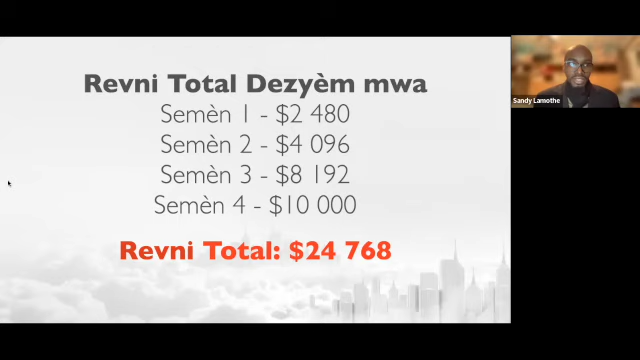 Revni Total Dezyèm mwa
Semèn 1 - $2 480
Semèn 2 - $4 096
Semèn 3 - $8 192
Semèn 4 - $10 000
Revni Total: $24 768
Sandy Lamothe